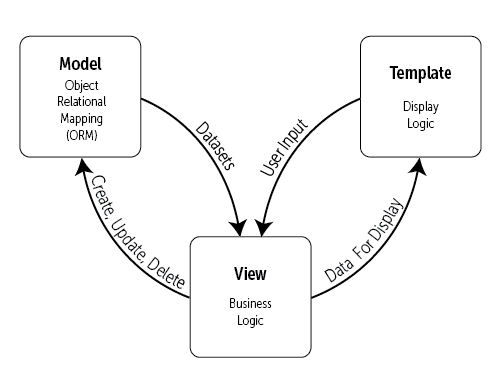 Model
Object
Relational
Mapping
(ORM)
Template
Display
Logic
Datasets
User Input
Create, Update, Delete
Data For Display
View
Business
Logic